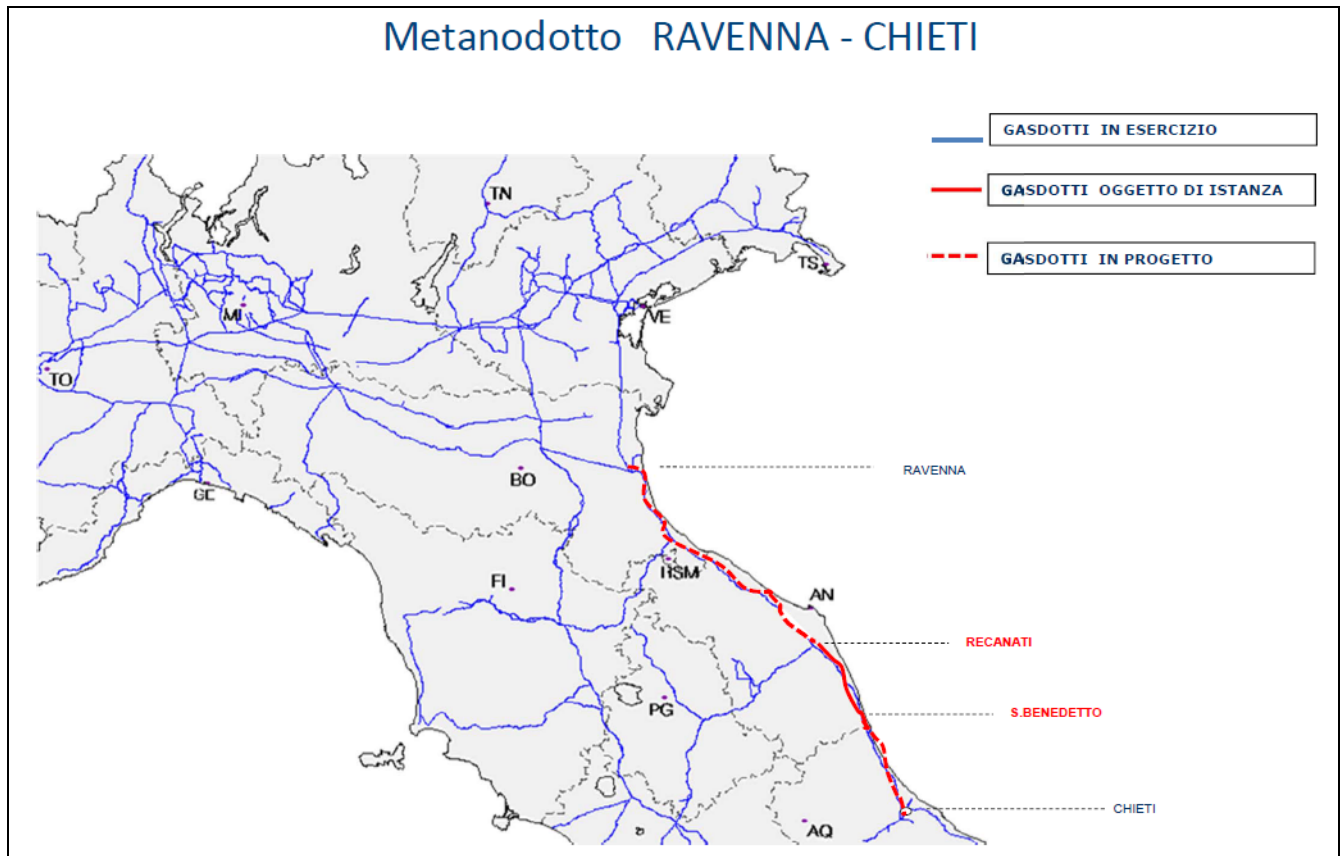 Metanodotto RAVENNA - CHIETI
GASDOTTI IN ESERCIZIO
GASDOTTI OGGETTO DI ISTANZA
GASDOTTI IN PROGETTO
TN
TS
MI
VE
TO
RAVENNA
BO
GE
RSM
FI
AN
RECANATI
PG
S.BENEDETTO
CHIETI
AQ